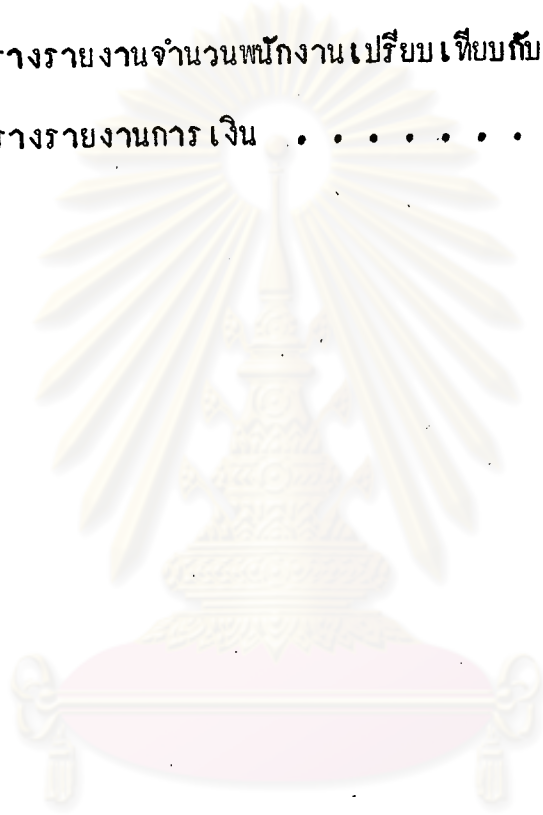 รางรายงานจำนวนพนักงานเปรียบเทียบกับ
รางรายงานการเงิน . . . . . . .